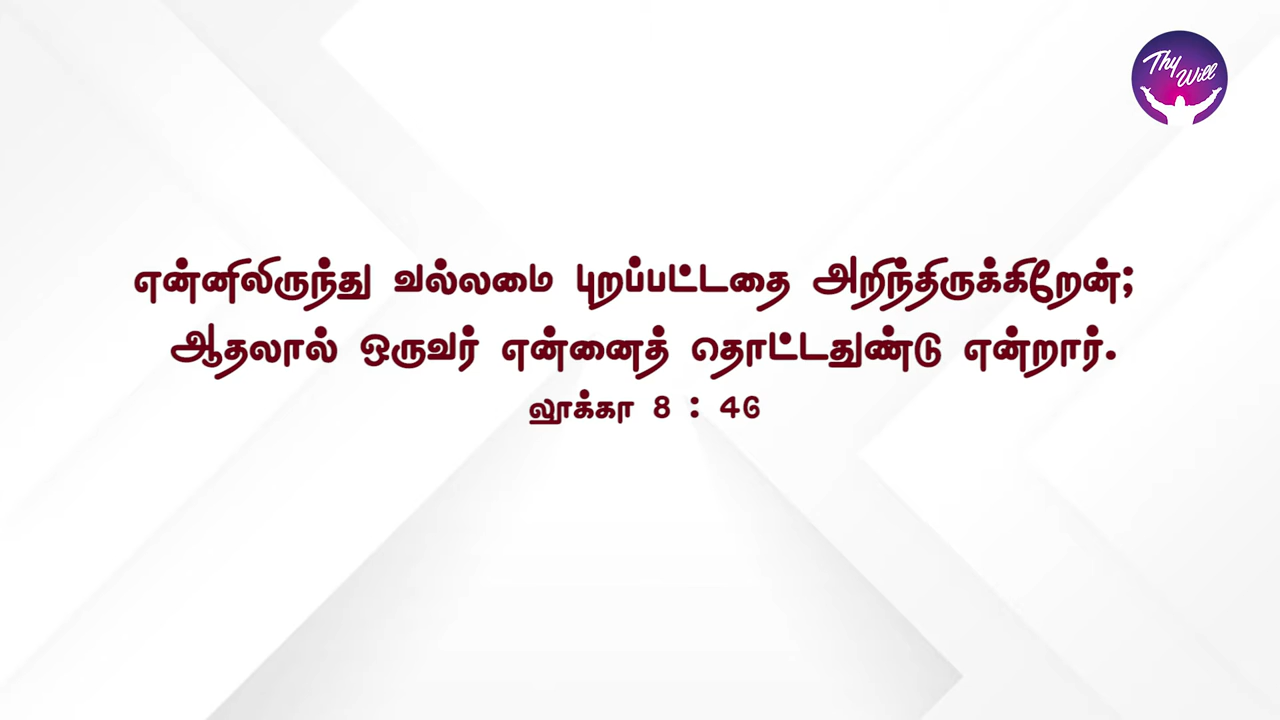 Thy Will
என்னிலிருந்து வல்லமை புறப்பட்டதை அறிந்திருக்கிறேன்;
ஆதலால் ஒருவர் என்னைத் தொட்டதுண்டு என்றார்.
லூக்கா 8 : 46